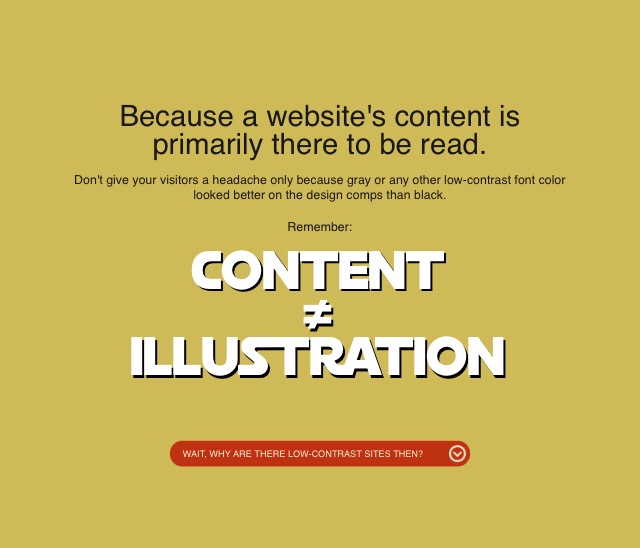 Because a website's content is
primarily there to be read.
Don't give your visitors a headache only because gray or any other low-contrast font color
looked better on the design comps than black.
Remember:
CONTENT
≠
ILLUSTRATION
WAIT, WHY ARE THERE LOW-CONTRAST SITES THEN?